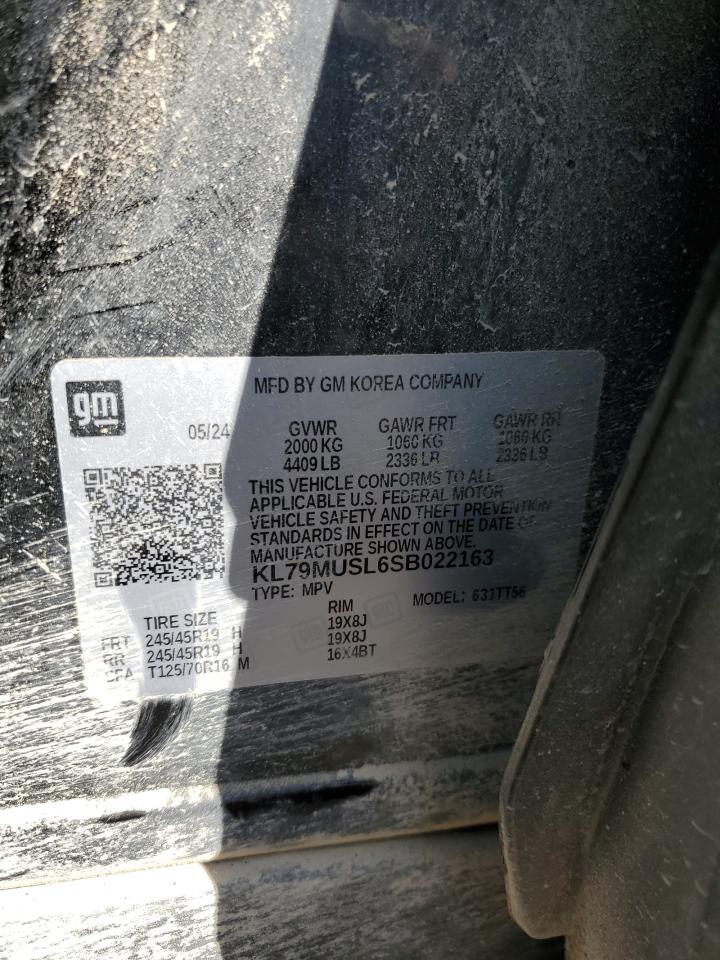 gm
MFD BY GM KOREA COMPANY
05/24
GVWR GAWR FRT GAWR RR
2000 KG 1060 KG 1060 KG
4409 LB 2336 LB 2336 LB
THIS VEHICLE CONFORMS TO ALL
APPLICABLE U.S. FEDERAL MOTOR
VEHICLE SAFETY AND THEFT PREVENTION
STANDARDS IN EFFECT ON THE DATE OF
MANUFACTURE SHOWN ABOVE.
KL79MUSL6SB022163
TYPE: MPV MODEL: 631TT56
TIRE SIZE RIM
FRT 245/45R19 H 19X8J
RR 245/45R19 H 19X8J
T125/70R16 M 16X4BT